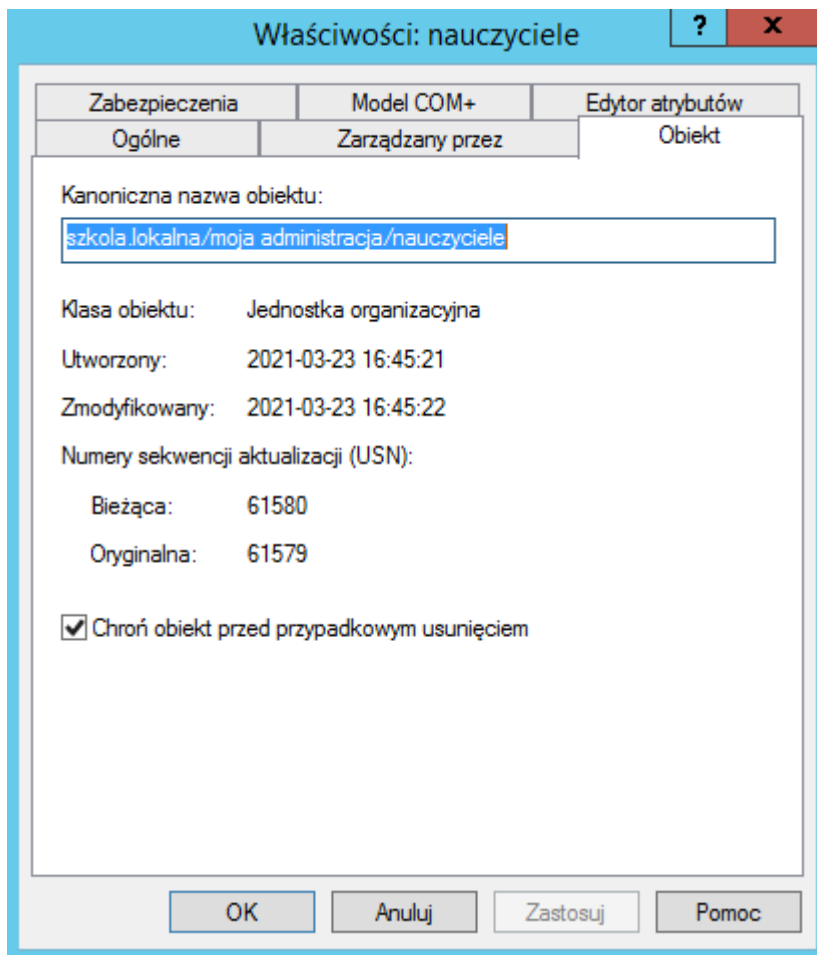 Właściwości: nauczyciele
?
x
Zabezpieczenia
Model COM+
Edytor atrybutów
Ogólne
Zarządzany przez
Obiekt
Kanoniczna nazwa obiektu:
szkola.lokalna/moja administracja/nauczyciele
Klasa obiektu: Jednostka organizacyjna
Utworzony: 2021-03-23 16:45:21
Zmodyfikowany: 2021-03-23 16:45:22
Numery sekwencji aktualizacji (USN):
Bieżąca: 61580
Oryginalna: 61579
Chroń obiekt przed przypadkowym usunięciem
OK
Anuluj
Zastosuj
Pomoc